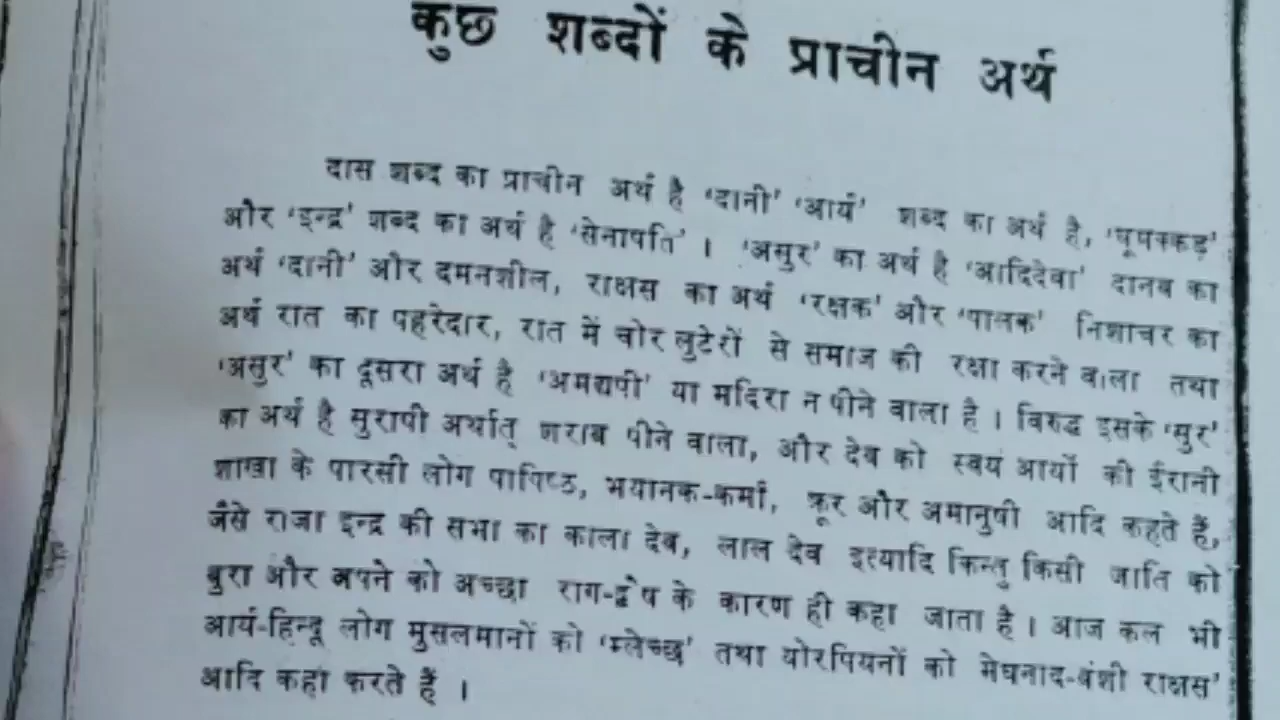 कुछ शब्दों के प्राचीन अर्थ
दास शब्द का प्राचीन अर्थ है 'दानी' 'आर्य' शब्द का अर्थ है, 'घूमक्कड़'
और 'इन्द्र' शब्द का अर्थ है 'सेनापति' । 'असुर' का अर्थ है 'आदिदेवा' दानव का
अर्थ 'दानी' और दमनशील, राक्षस का अर्थ 'रक्षक' और 'पालक' निशाचर का
अर्थ रात का पहरेदार, रात में चोर लुटेरों से समाज की रक्षा करने वाला तथा
'असुर' का दूसरा अर्थ है 'अमद्यपी' या मदिरा न पीने वाला है । विरुद्ध इसके 'सुर'
का अर्थ है सुरापी अर्थात् शराब पीने वाला, और देव को स्वयं आर्यो की ईरानी
शाखा के पारसी लोग पापिष्ठ, भयानक-कर्मा, क्रूर और अमानुषी आदि कहते हैं,
जैसे राजा इन्द्र की सभा का काला देव, लाल देव इत्यादि किन्तु किसी जाति को
बुरा और अपने को अच्छा राग-द्वेष के कारण ही कहा जाता है । आज कल भी
आर्य-हिन्दू लोग मुसलमानों को 'म्लेच्छ' तथा योरपियनों को मेघनाद-वंशी राक्षस'
आदि कहा करते हैं ।